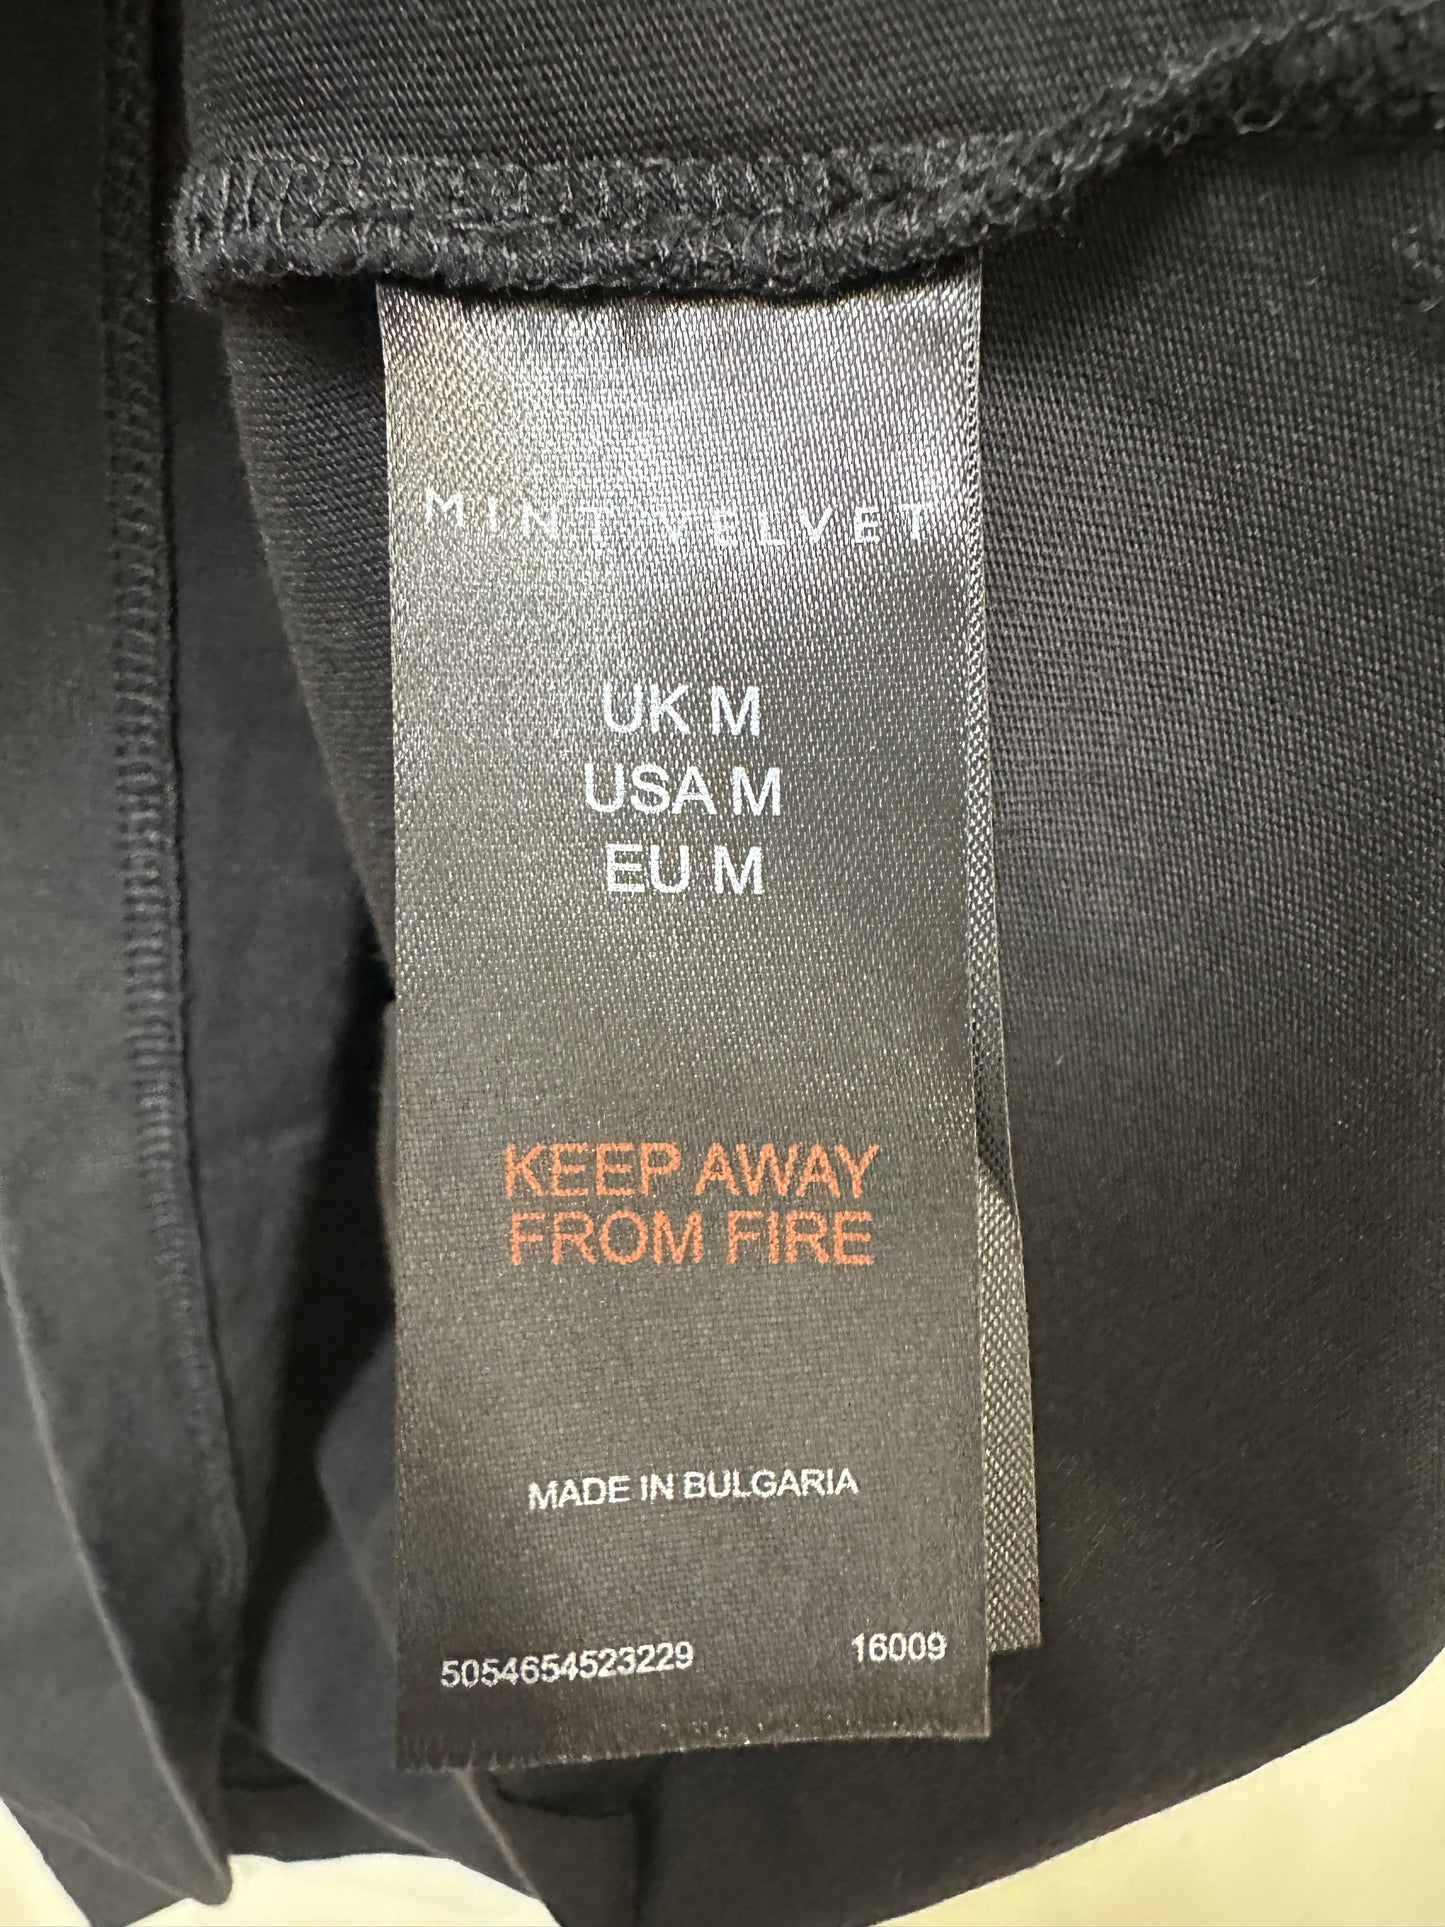 MINT VELVET
UK M
USA M
EU M
KEEP AWAY
FROM FIRE
MADE IN BULGARIA
5054654523229 16009